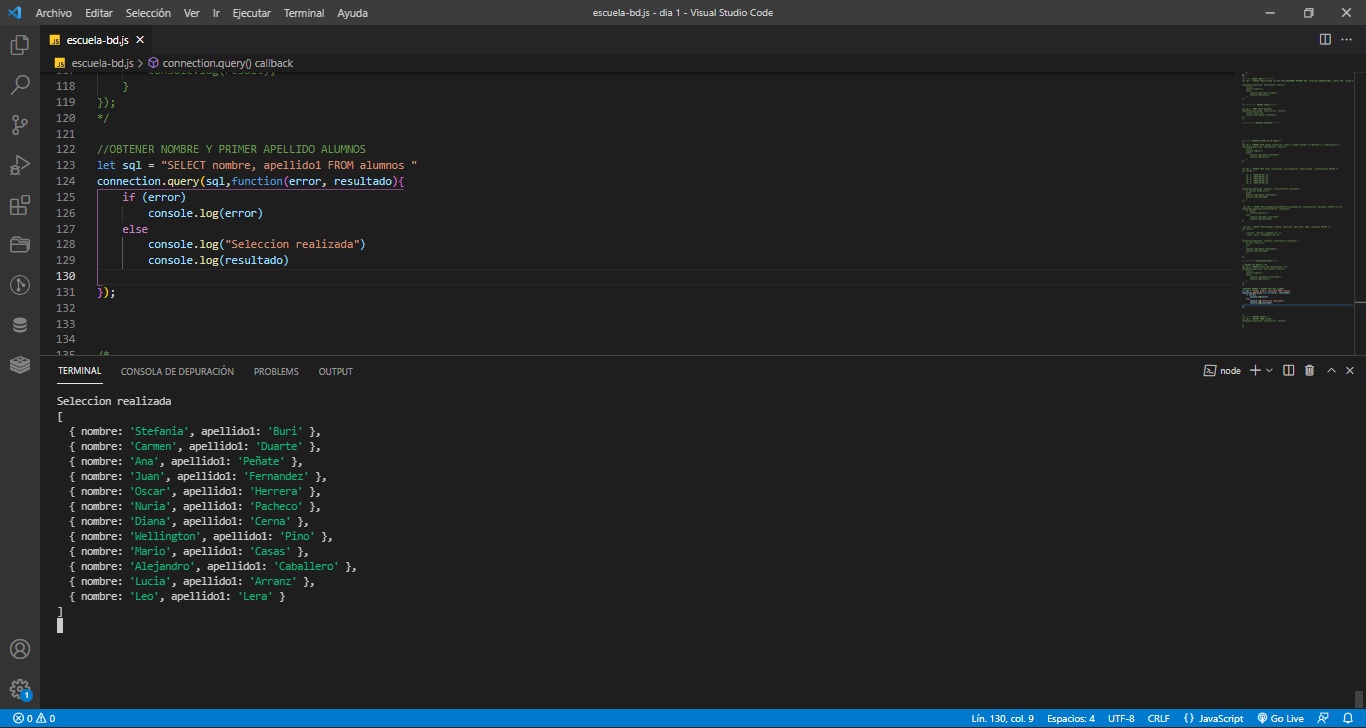 Archivo Editar Selección Ver Ir Ejecutar Terminal Ayuda
escuela-bd.js - dia 1 - Visual Studio Code
JS escuela-bd.js
JS escuela-bd.js > connection.query() callback
117 console.log(result);
118 }
119 });
120 */
121
122 //OBTENER NOMBRE Y PRIMER APELLIDO ALUMNOS
123 let sql = "SELECT nombre, apellido1 FROM alumnos "
124 connection.query(sql,function(error, resultado){
125 if (error)
126 console.log(error)
127 else
128 console.log("Seleccion realizada")
129 console.log(resultado)
130
131 });
132
133
134
135 /*
TERMINAL CONSOLA DE DEPURACIÓN PROBLEMS OUTPUT
node
Seleccion realizada
[
{ nombre: 'Stefania', apellido1: 'Buri' },
{ nombre: 'Carmen', apellido1: 'Duarte' },
{ nombre: 'Ana', apellido1: 'Peñate' },
{ nombre: 'Juan', apellido1: 'Fernandez' },
{ nombre: 'Oscar', apellido1: 'Herrera' },
{ nombre: 'Nuria', apellido1: 'Pacheco' },
{ nombre: 'Diana', apellido1: 'Cerna' },
{ nombre: 'Wellington', apellido1: 'Pino' },
{ nombre: 'Mario', apellido1: 'Casas' },
{ nombre: 'Alejandro', apellido1: 'Caballero' },
{ nombre: 'Lucia', apellido1: 'Arranz' },
{ nombre: 'Leo', apellido1: 'Lera' }
]
1
0 0
Lín. 130, col. 9 Espacios: 4 UTF-8 CRLF {} JavaScript Go Live